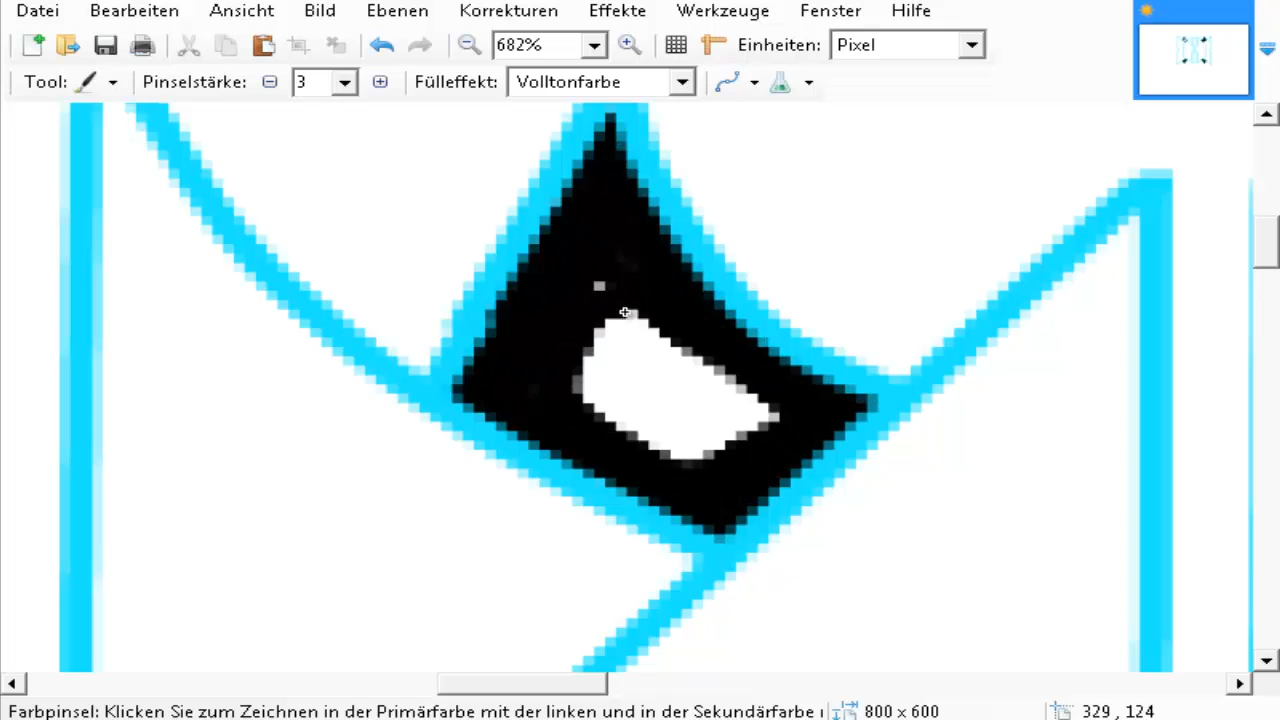 Datei Bearbeiten Ansicht Bild Ebenen Korrekturen Effekte Werkzeuge Fenster Hilfe
682% Einheiten: Pixel
Tool: Pinselstärke: 3 Fülleffekt: Volltonfarbe
Farbpinsel: Klicken Sie zum Zeichnen in der Primärfarbe mit der linken und in der Sekundärfarbe 800 x 600 329 , 124